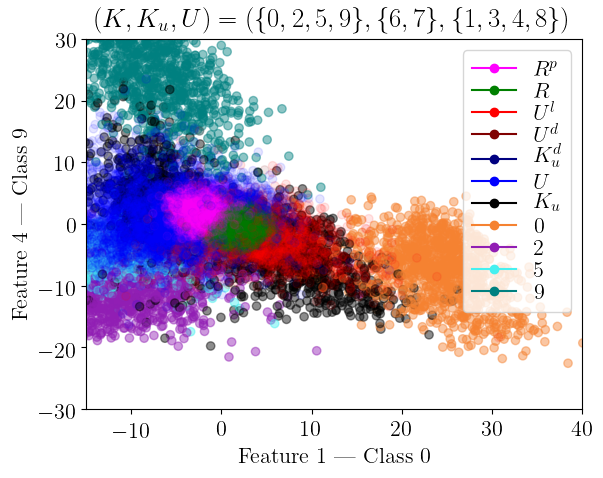 (K, K_u, U) = ({0, 2, 5, 9}, {6, 7}, {1, 3, 4, 8})
30
20
10
0
−10
−20
−30
Feature 4 — Class 9
−10
0
10
20
30
40
Feature 1 — Class 0
R^p
R
U^l
U^d
K_u^d
U
K_u
0
2
5
9